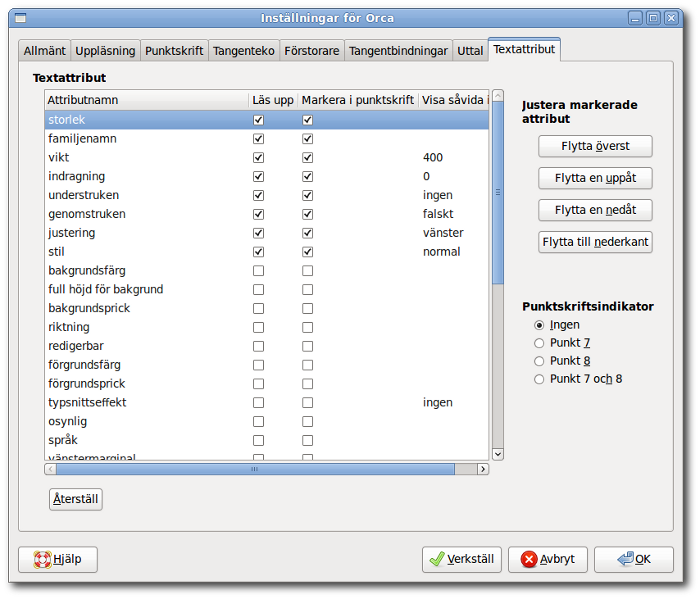 Inställningar för Orca
Allmänt Uppläsning Punktskrift Tangenteko Förstorare Tangentbindningar Uttal Textattribut
Textattribut
Attributnamn Läs upp Markera i punktskrift Visa såvida i
storlek
familjenamn
vikt 400
indragning 0
understruken ingen
genomstruken falskt
justering vänster
stil normal
bakgrundsfärg
full höjd för bakgrund
bakgrundsprick
riktning
redigerbar
förgrundsfärg
förgrundsprick
typsnittseffekt ingen
osynlig
språk
vänstermarginal
Återställ
Justera markerade
attribut
Flytta överst
Flytta en uppåt
Flytta en nedåt
Flytta till nederkant
Punktskriftsindikator
Ingen
Punkt 7
Punkt 8
Punkt 7 och 8
Hjälp Verkställ Avbryt OK